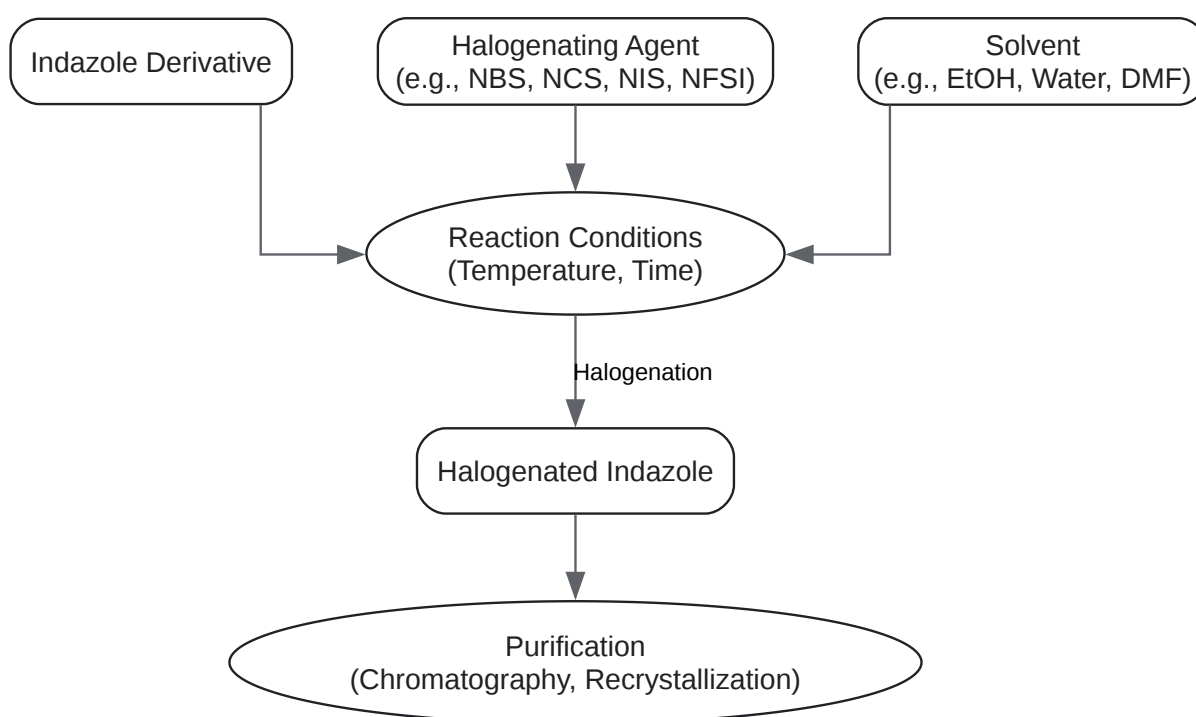 Indazole Derivative
Halogenating Agent
(e.g., NBS, NCS, NIS, NFSI)
Solvent
(e.g., EtOH, Water, DMF)
Reaction Conditions
(Temperature, Time)
Halogenation
Halogenated Indazole
Purification
(Chromatography, Recrystallization)